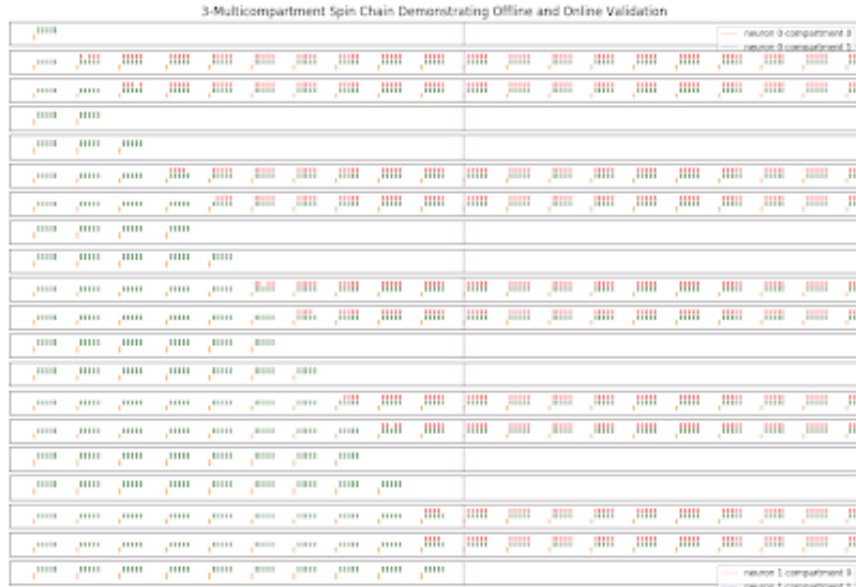 3-Multicompartment Spin Chain Demonstrating Offline and Online Validation
neuron 0 compartment 0
neuron 0 compartment 1
neuron 1 compartment 0
neuron 1 compartment 1